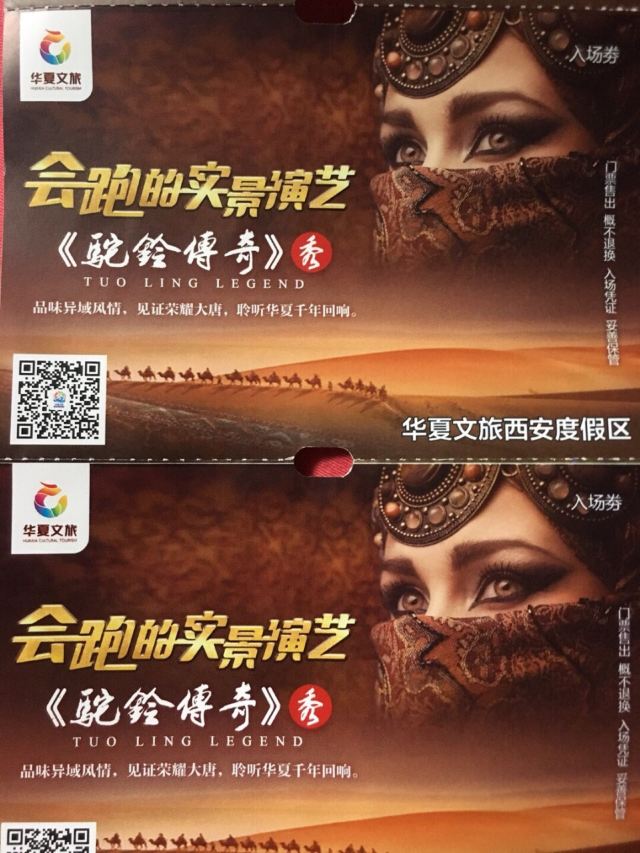 华夏文旅
HUAXIA CULTURAL TOURISM
入场券
会跑的实景演艺
《駝鈴傳奇》秀
TUO LING LEGEND
品味异域风情，见证荣耀大唐，聆听华夏千年回响。
门票售出 概不退换 入场凭证 妥善保管
华夏文旅西安度假区
华夏文旅
HUAXIA CULTURAL TOURISM
入场券
会跑的实景演艺
《駝鈴傳奇》秀
TUO LING LEGEND
品味异域风情，见证荣耀大唐，聆听华夏千年回响。
门票售出 概不退换 入场凭证 妥善保管